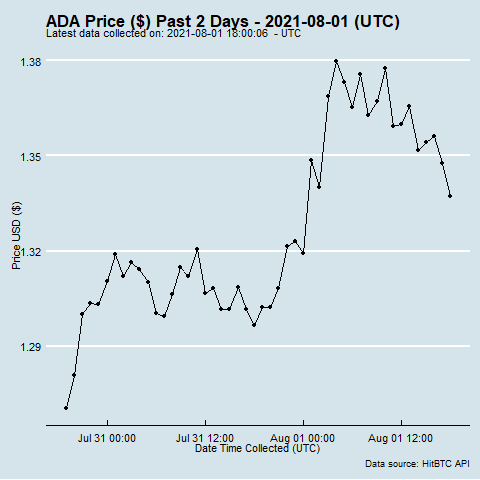 ADA Price ($) Past 2 Days - 2021-08-01 (UTC)
Latest data collected on: 2021-08-01 18:00:06  - UTC
1.38
1.35
1.32
1.29
Price USD ($)
Jul 31 00:00 Jul 31 12:00 Aug 01 00:00 Aug 01 12:00
Date Time Collected (UTC)
Data source: HitBTC API